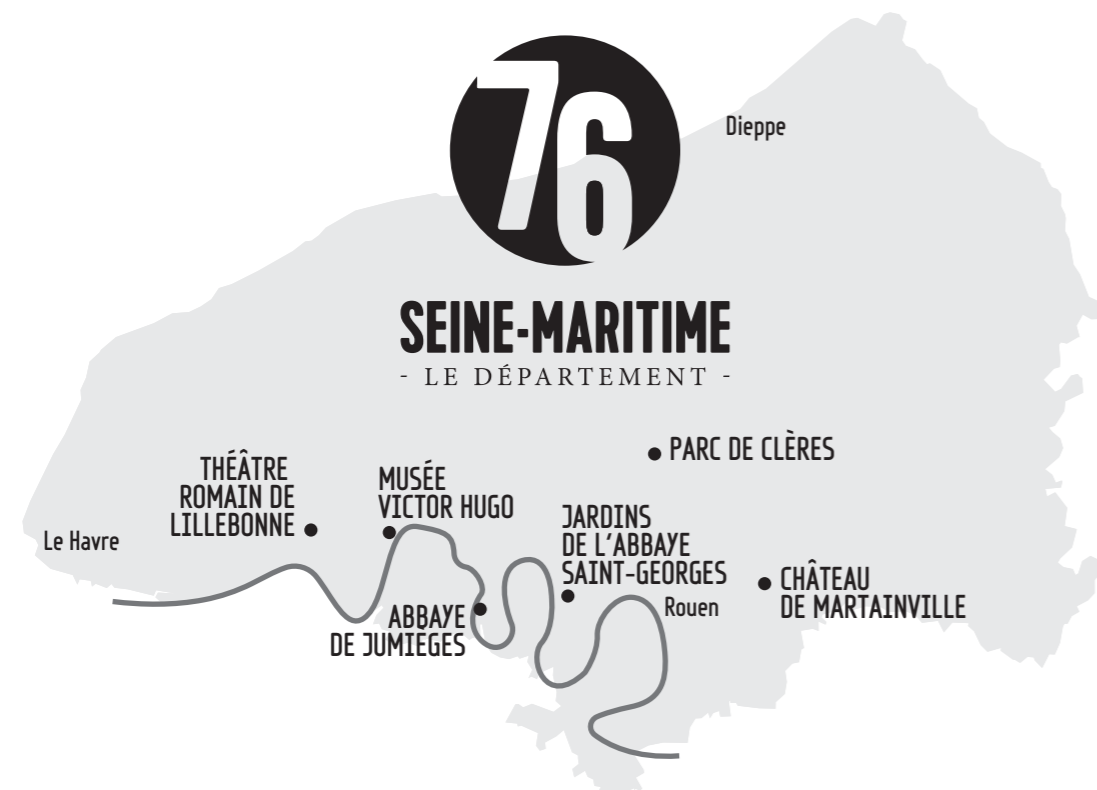 76
Dieppe
SEINE-MARITIME
- LE DÉPARTEMENT -
PARC DE CLÈRES
THÉÂTRE
ROMAIN DE
LILLEBONNE
MUSÉE
VICTOR HUGO
JARDINS
DE L'ABBAYE
SAINT-GEORGES
Le Havre
CHÂTEAU
DE MARTAINVILLE
Rouen
ABBAYE
DE JUMIÈGES